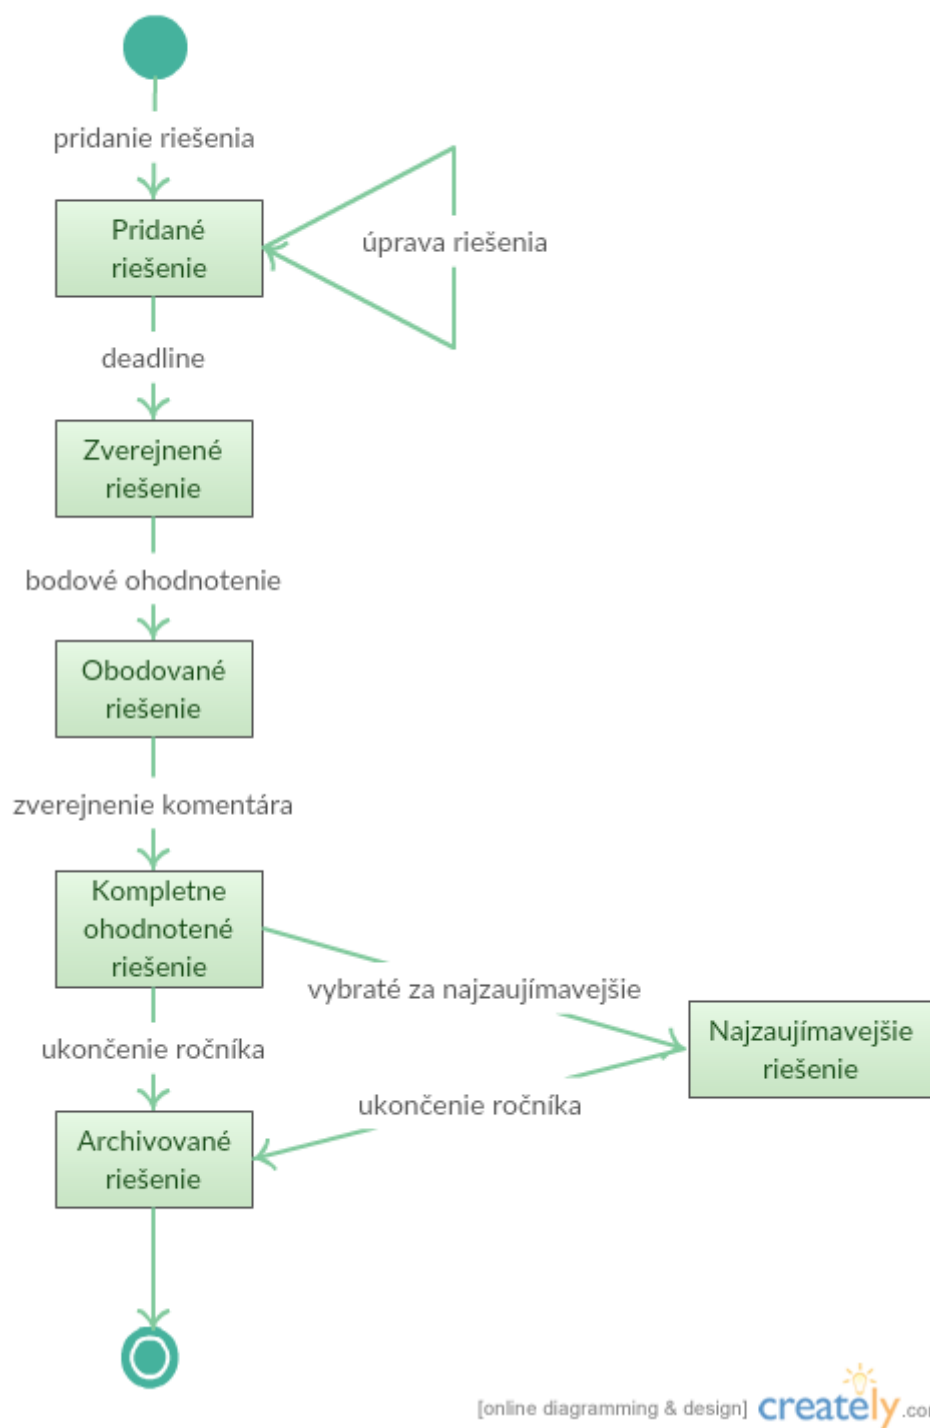 pridanie riešenia
Pridané
riešenie
úprava riešenia
deadline
Zverejnené
riešenie
bodové ohodnotenie
Obodované
riešenie
zverejnenie komentára
Kompletne
ohodnotené
riešenie
vybraté za najzaujímavejšie
Najzaujímavejšie
riešenie
ukončenie ročníka
ukončenie ročníka
Archivované
riešenie
[online diagramming & design] creately.com